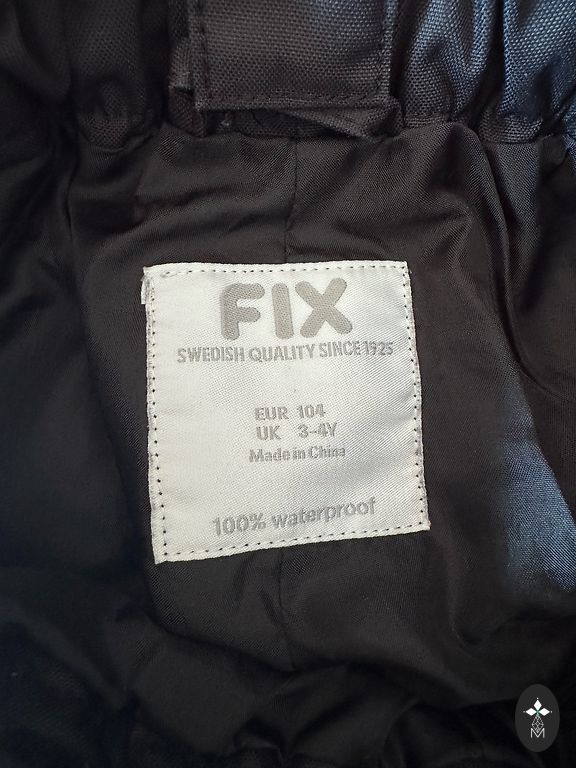 FIX
SWEDISH QUALITY SINCE 1925
EUR 104
UK 3-4Y
Made in China
100% waterproof
M